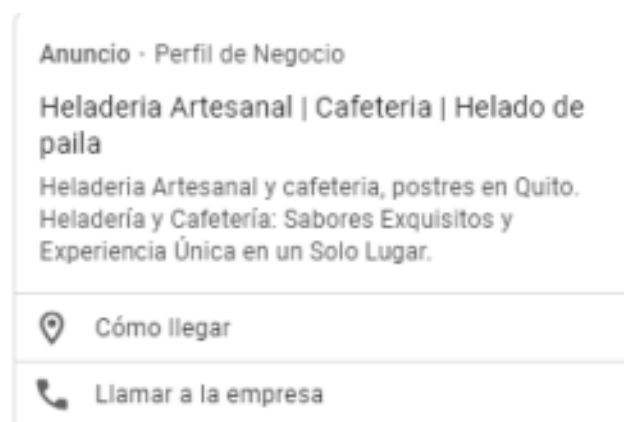 Anuncio · Perfil de Negocio
Heladeria Artesanal | Cafeteria | Helado de
paila
Heladeria Artesanal y cafeteria, postres en Quito.
Heladería y Cafetería: Sabores Exquisitos y
Experiencia Única en un Solo Lugar.
Cómo llegar
Llamar a la empresa